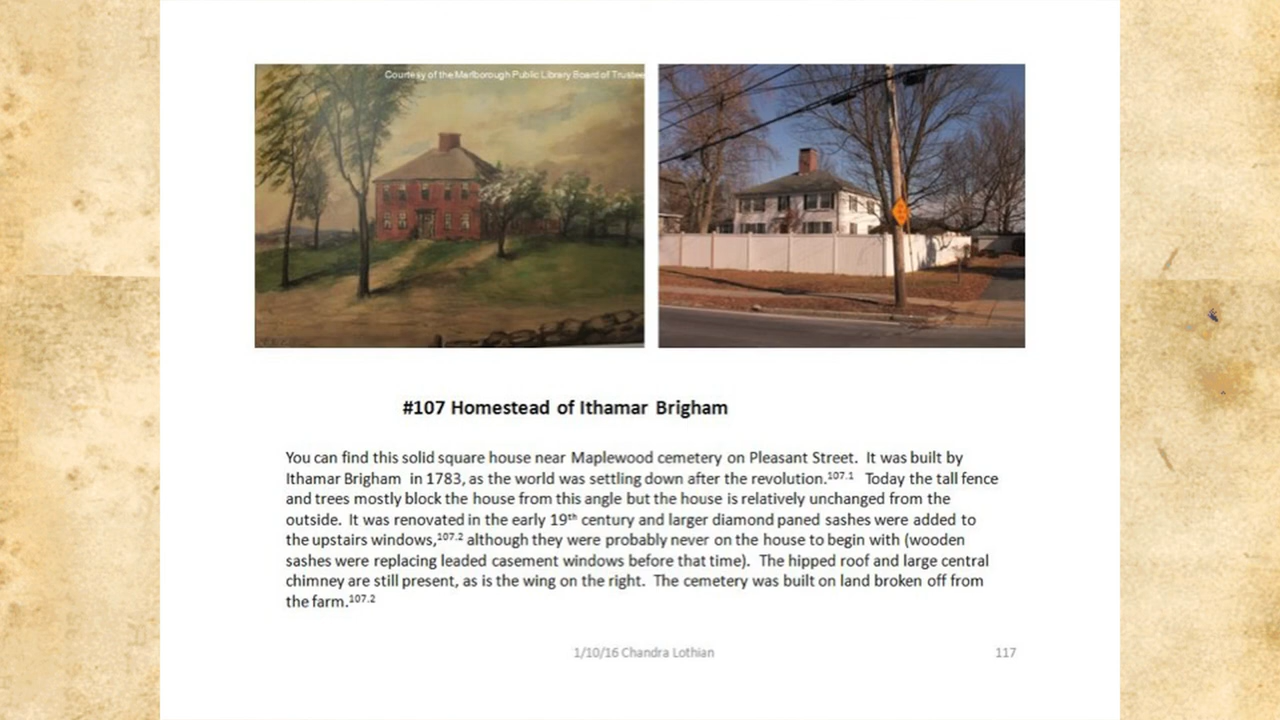 Courtesy of the Marlborough Public Library Board of Trustee
#107 Homestead of Ithamar Brigham
You can find this solid square house near Maplewood cemetery on Pleasant Street. It was built by
Ithamar Brigham in 1783, as the world was settling down after the revolution.107.1 Today the tall fence
and trees mostly block the house from this angle but the house is relatively unchanged from the
outside. It was renovated in the early 19th century and larger diamond paned sashes were added to
the upstairs windows,107.2 although they were probably never on the house to begin with (wooden
sashes were replacing leaded casement windows before that time). The hipped roof and large central
chimney are still present, as is the wing on the right. The cemetery was built on land broken off from
the farm.107.2
1/10/16 Chandra Lothian
117